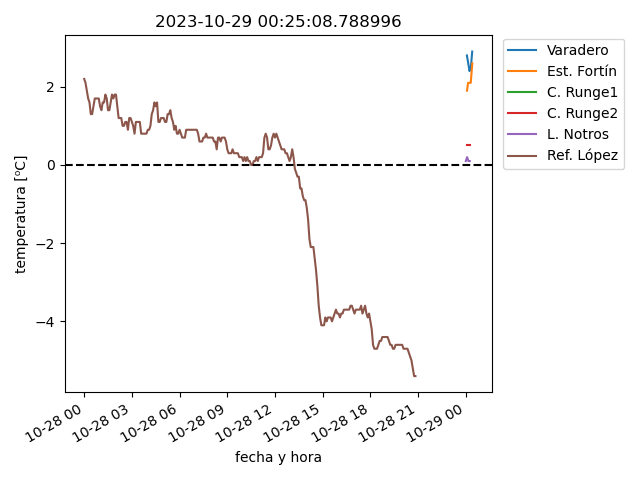 2023-10-29 00:25:08.788996
Varadero
Est. Fortín
C. Runge1
C. Runge2
L. Notros
Ref. López
temperatura [°C]
2
0
−2
−4
10-28 00
10-28 03
10-28 06
10-28 09
10-28 12
10-28 15
10-28 18
10-28 21
10-29 00
fecha y hora